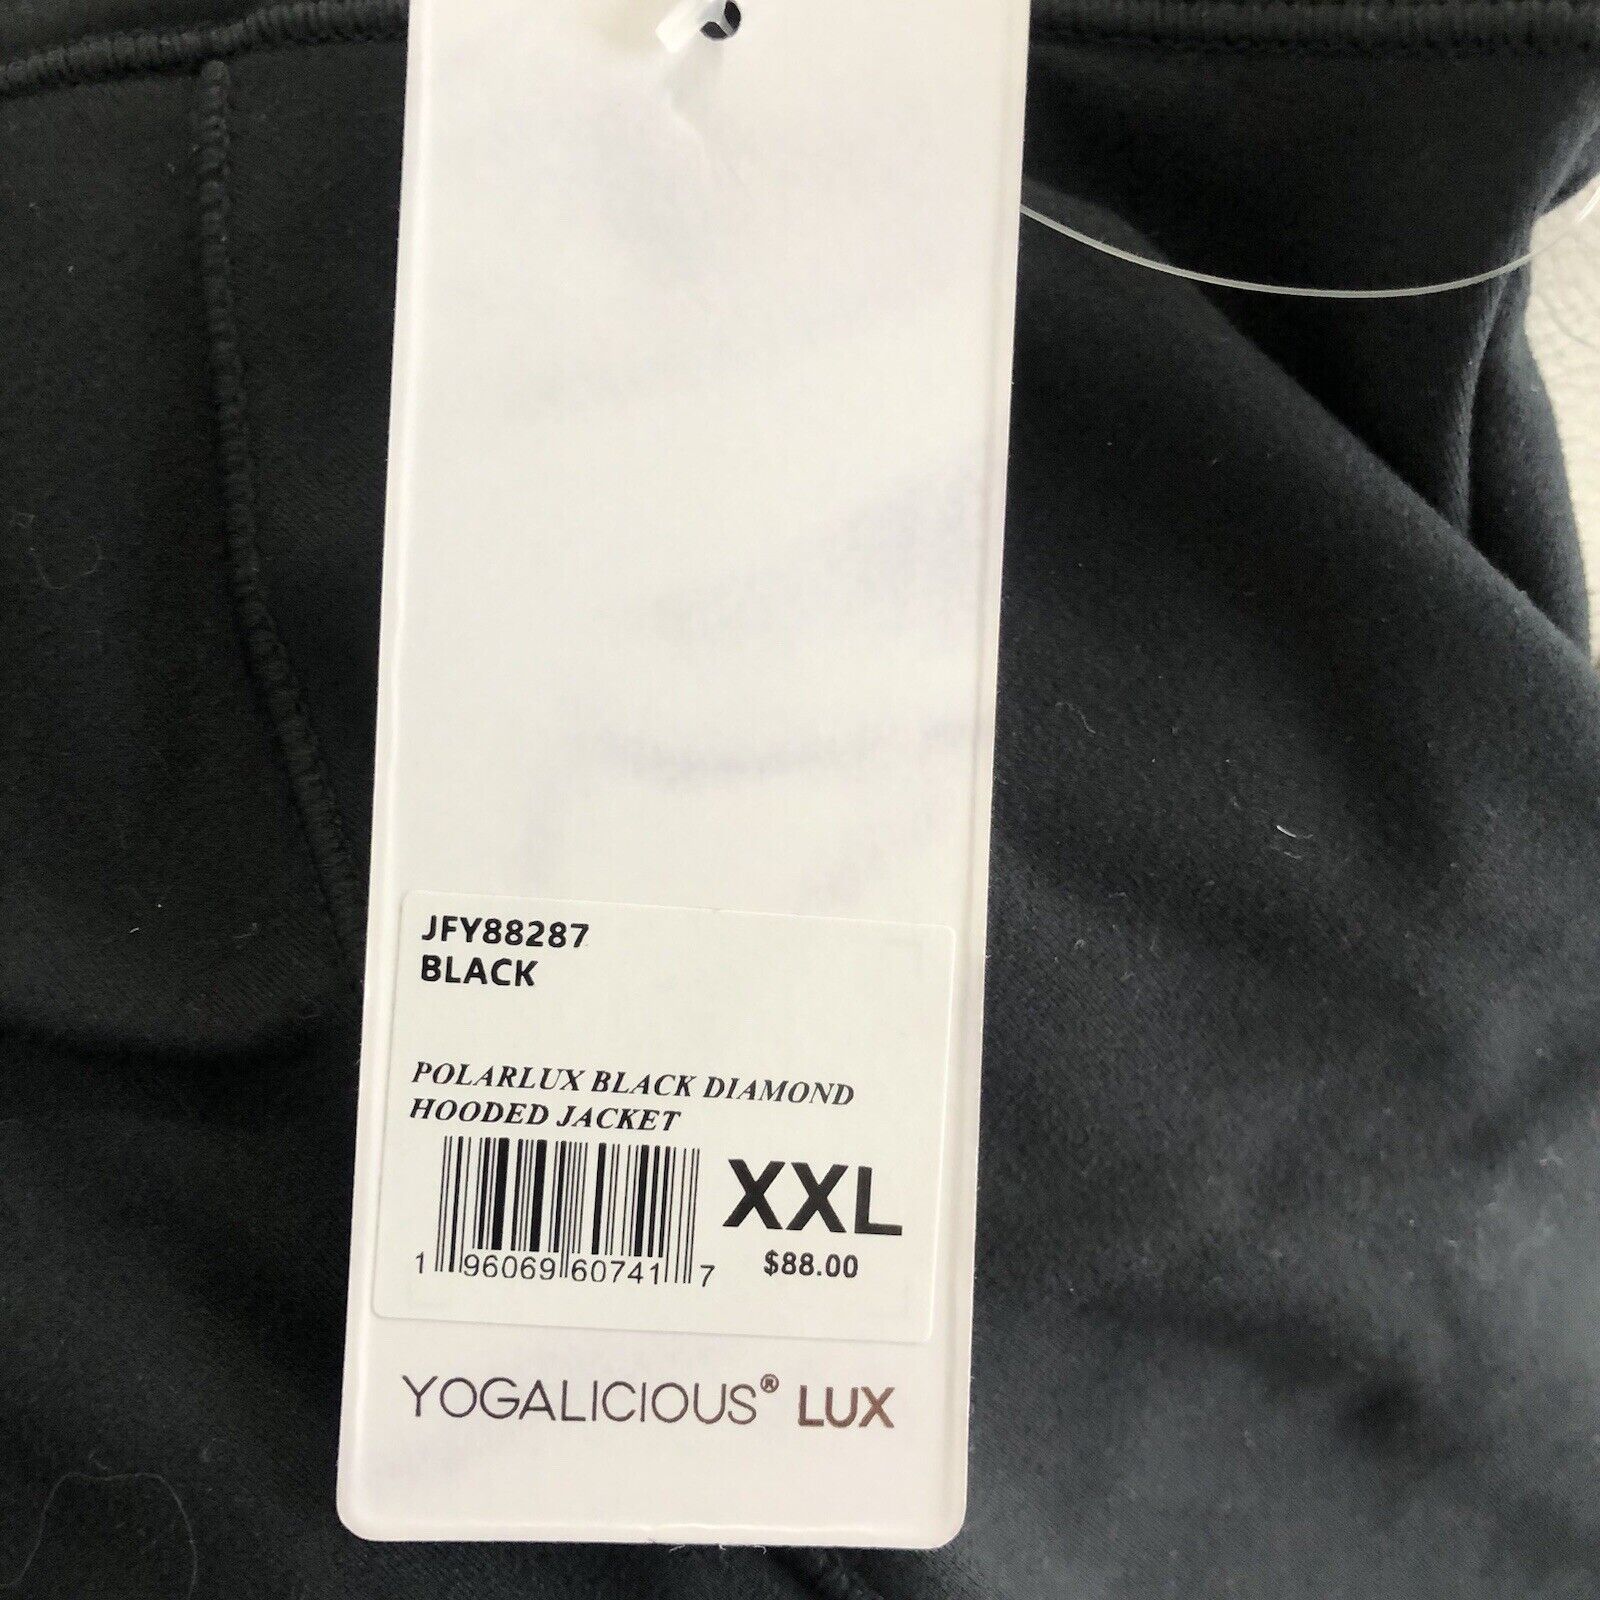 JFY88287
BLACK
POLARLUX BLACK DIAMOND
HOODED JACKET
XXL
1 96069 60741 7
$88.00
YOGALICIOUS® LUX